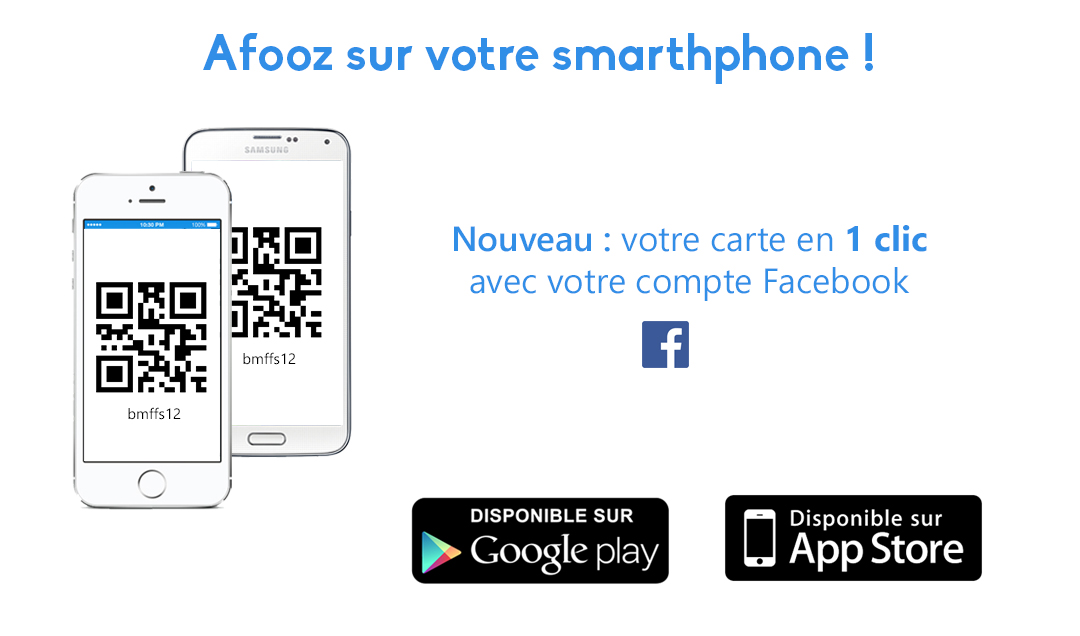 Afooz sur votre smarthphone !
SAMSUNG
10:30 PM
100%
bmffs12
bmffs12
Nouveau : votre carte en 1 clic
avec votre compte Facebook
f
DISPONIBLE SUR
Google play
Disponible sur
App Store